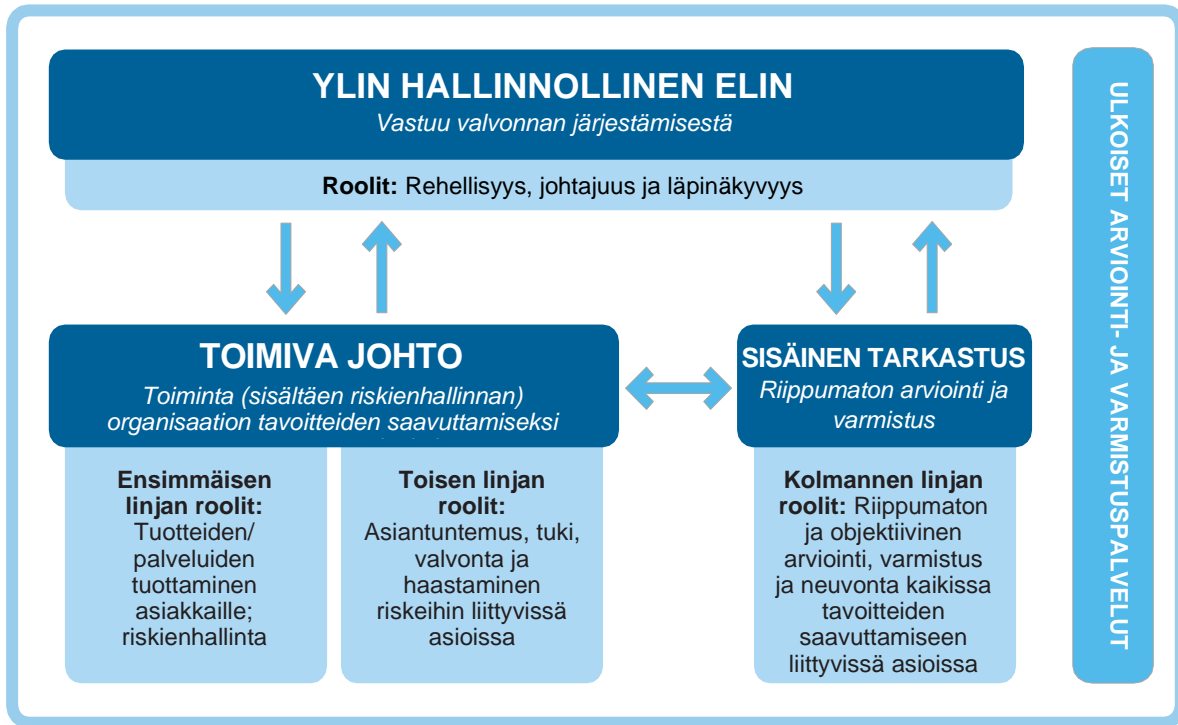 YLIN HALLINNOLLINEN ELIN
Vastuu valvonnan järjestämisestä
Roolit: Rehellisyys, johtajuus ja läpinäkyvyys
TOIMIVA JOHTO
Toiminta (sisältäen riskienhallinnan)
organisaation tavoitteiden saavuttamiseksi
Ensimmäisen
linjan roolit:
Tuotteiden/
palveluiden
tuottaminen
asiakkaille;
riskienhallinta
Toisen linjan
roolit:
Asiantuntemus, tuki,
valvonta ja
haastaminen
riskeihin liittyvissä
asioissa
SISÄINEN TARKASTUS
Riippumaton arviointi ja
varmistus
Kolmannen linjan
roolit: Riippumaton
ja objektiivinen
arviointi, varmistus
ja neuvonta kaikissa
tavoitteiden
saavuttamiseen
liittyvissä asioissa
ULKOISET ARVIOINTI- JA VARMISTUSPALVELUT